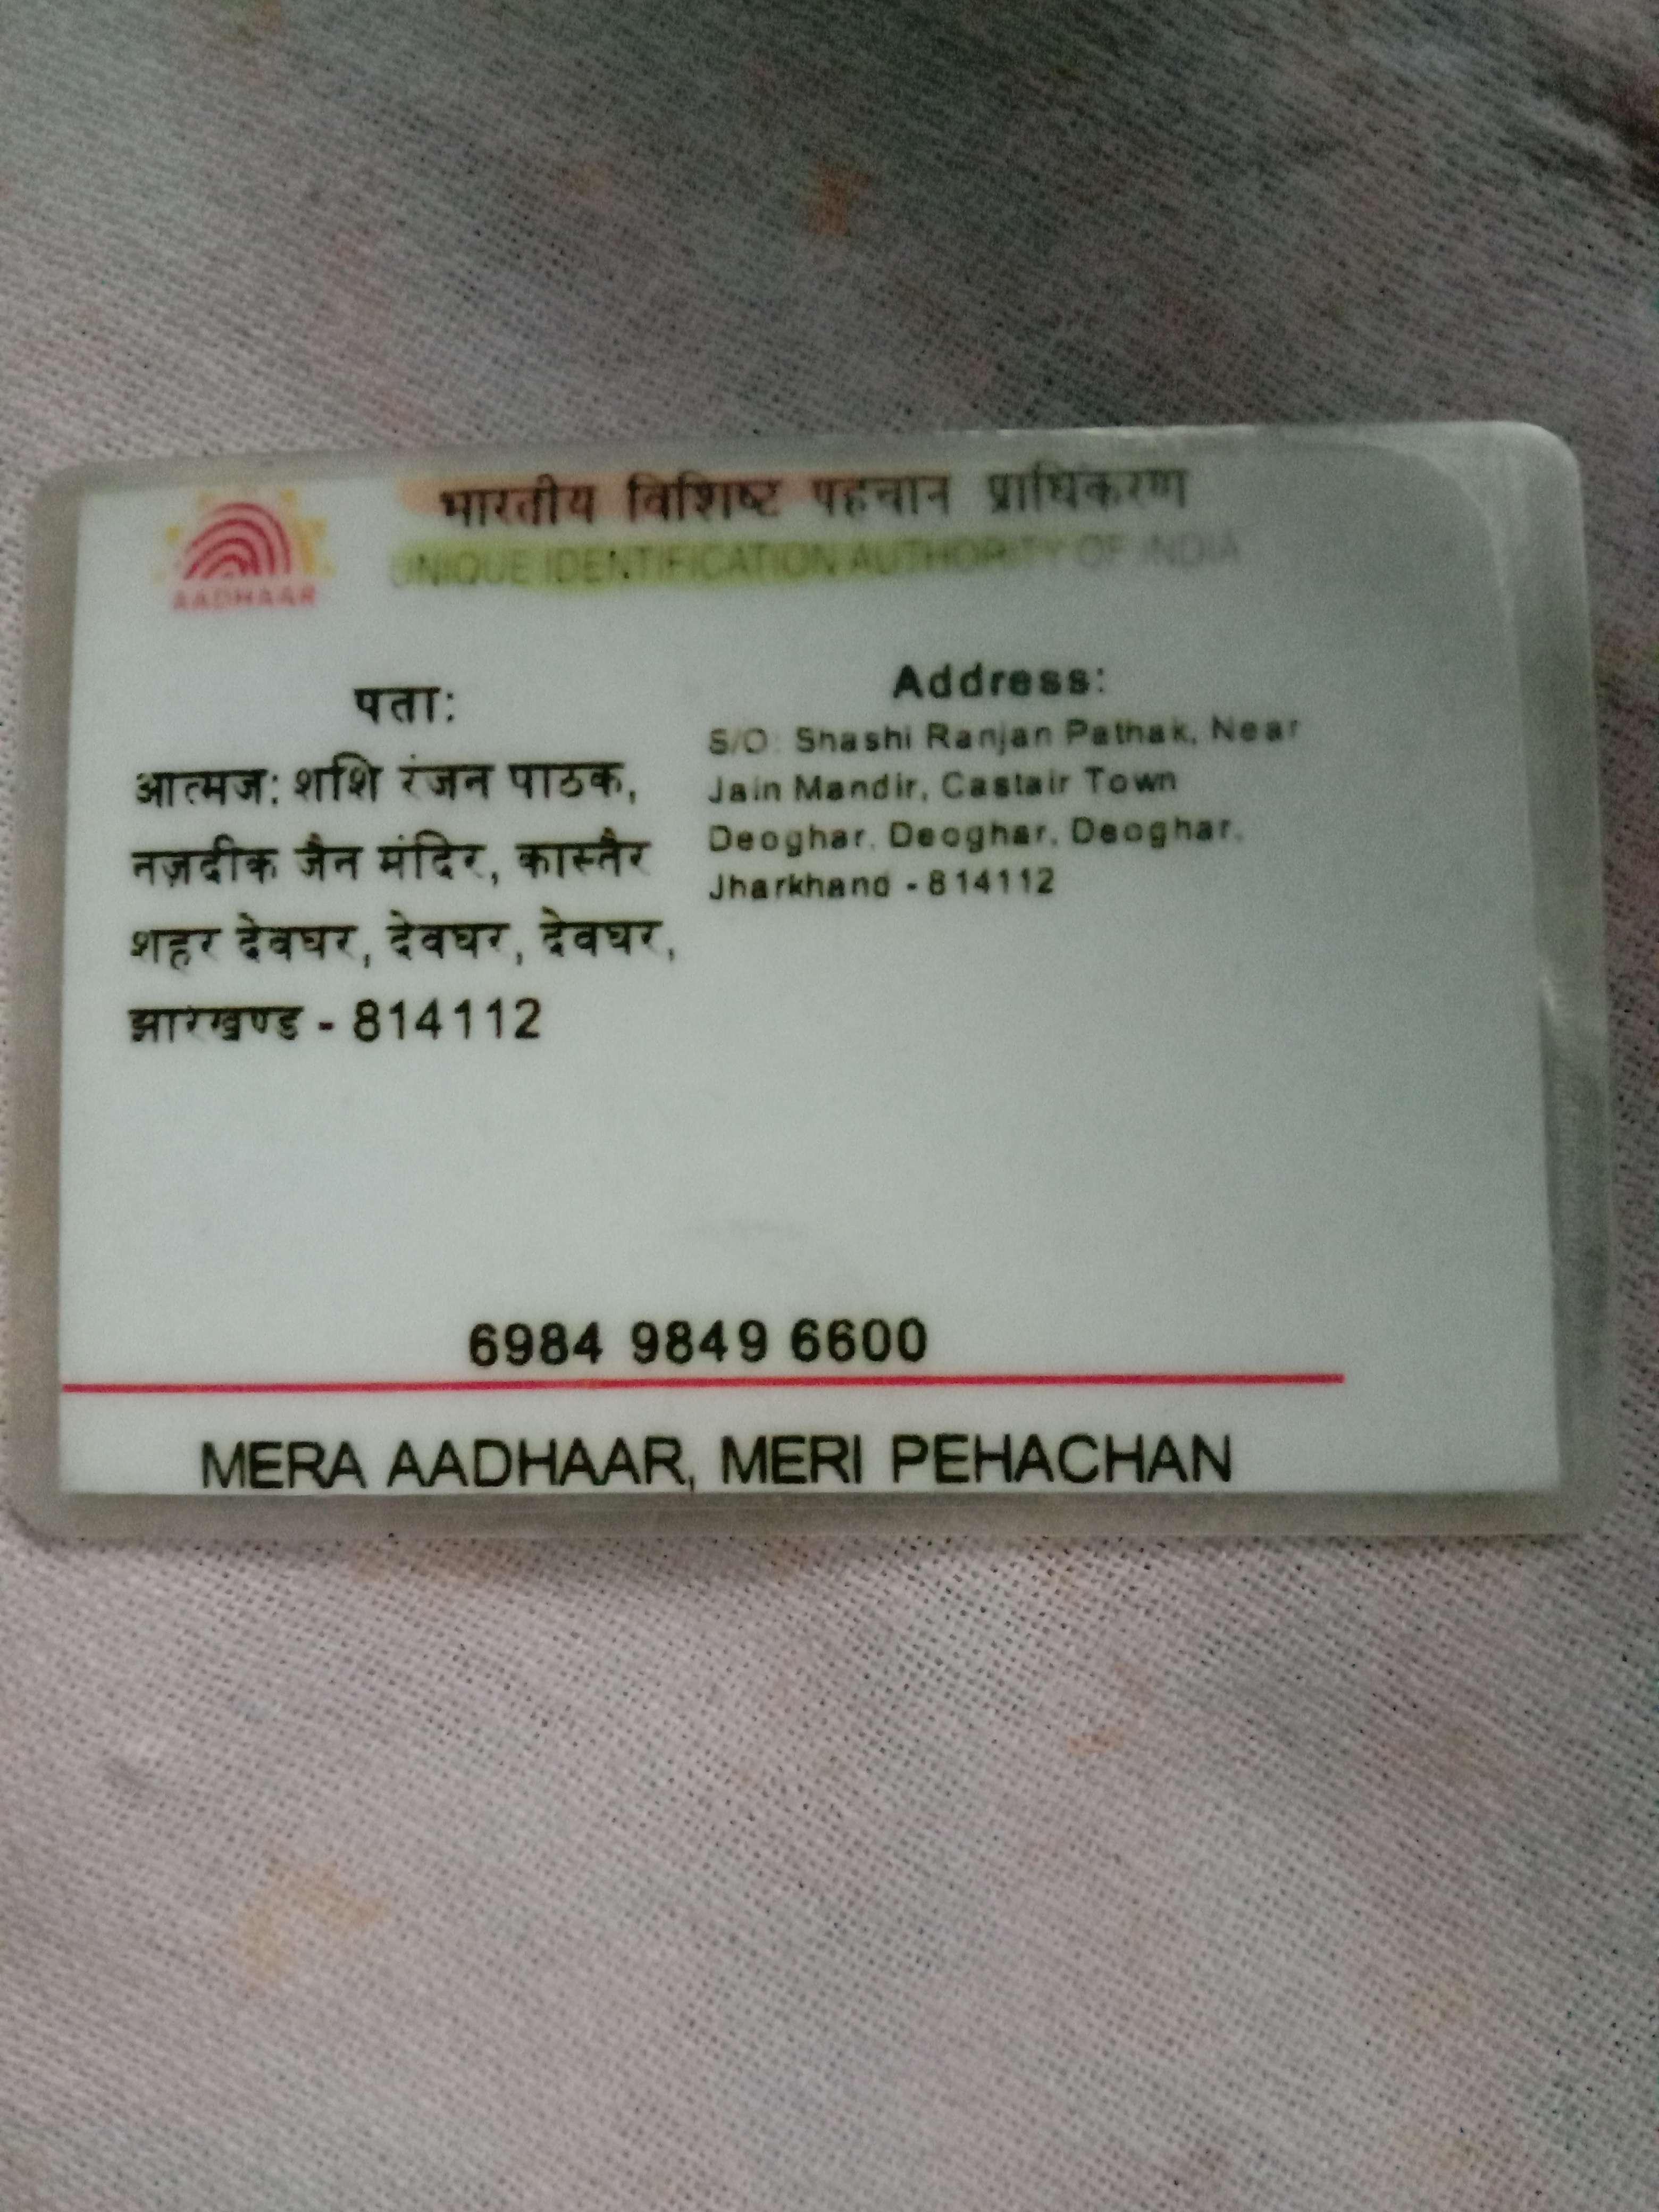 भारतीय विशिष्ट पहचान प्राधिकरण
UNIQUE IDENTIFICATION AUTHORITY OF INDIA
AADHAAR
पता:
आत्मज: शशि रंजन पाठक,
नज़दीक जैन मंदिर, कास्तैर
शहर देवघर, देवघर, देवघर,
झारखण्ड - 814112
Address:
S/O: Shashi Ranjan Pathak, Near
Jain Mandir, Castair Town
Deoghar, Deoghar, Deoghar,
Jharkhand - 814112
6984 9849 6600
MERA AADHAAR, MERI PEHACHAN